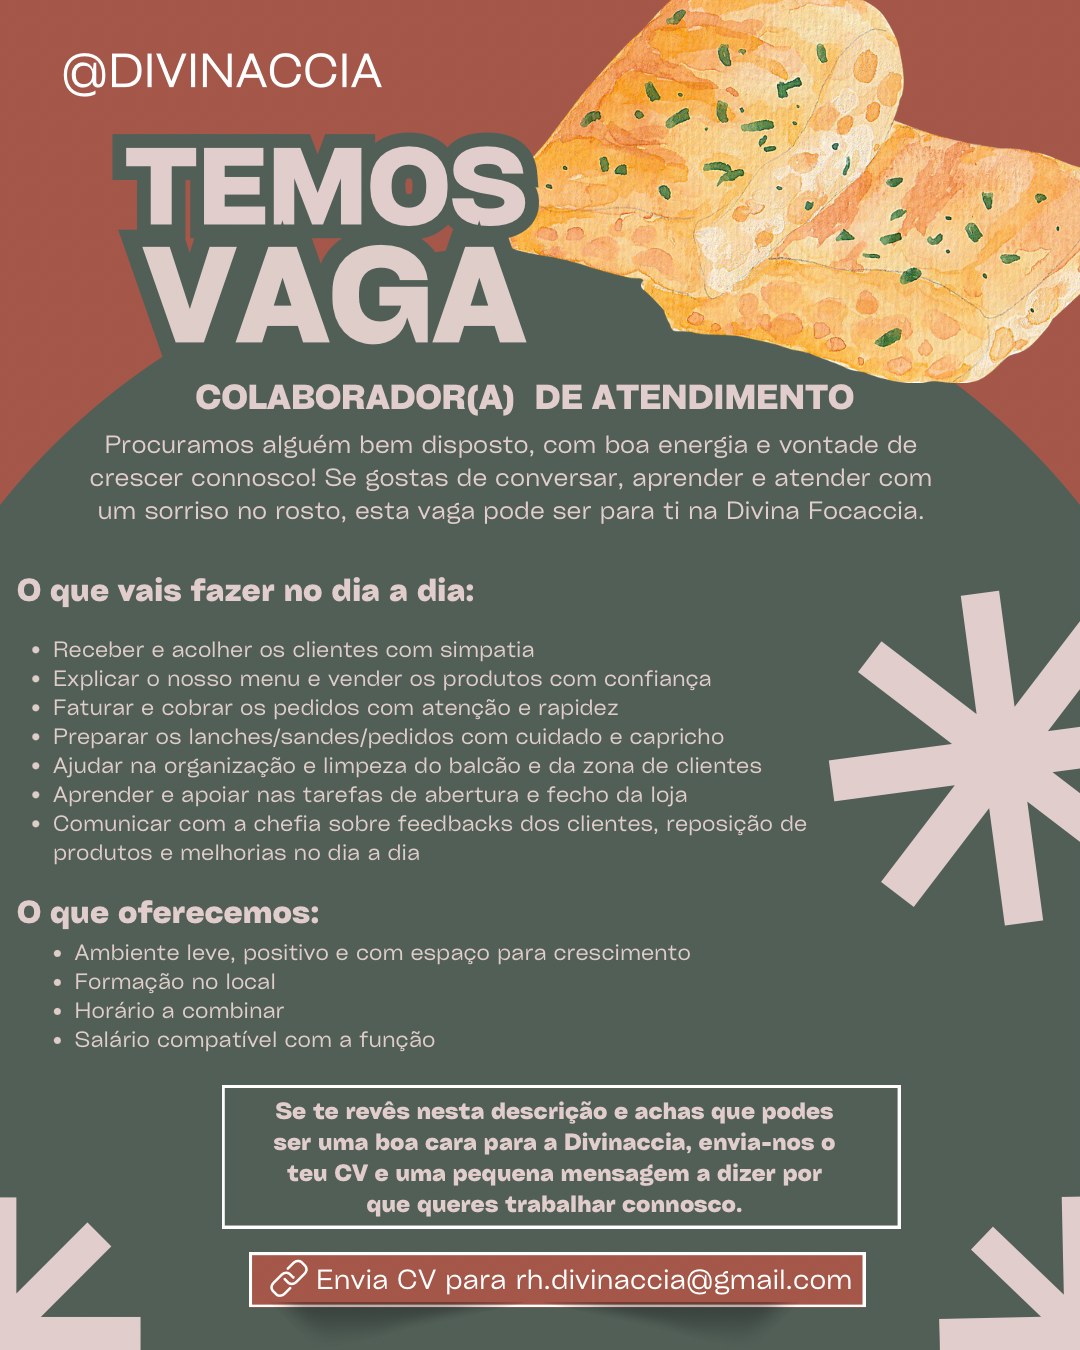 @DIVINACCIA
TEMOS
VAGA
COLABORADOR(A) DE ATENDIMENTO
Procuramos alguém bem disposto, com boa energia e vontade de
crescer connosco! Se gostas de conversar, aprender e atender com
um sorriso no rosto, esta vaga pode ser para ti na Divina Focaccia.
O que vais fazer no dia a dia:
• Receber e acolher os clientes com simpatia
• Explicar o nosso menu e vender os produtos com confiança
• Faturar e cobrar os pedidos com atenção e rapidez
• Preparar os lanches/sandes/pedidos com cuidado e capricho
• Ajudar na organização e limpeza do balcão e da zona de clientes
• Aprender e apoiar nas tarefas de abertura e fecho da loja
• Comunicar com a chefia sobre feedbacks dos clientes, reposição de
produtos e melhorias no dia a dia
O que oferecemos:
• Ambiente leve, positivo e com espaço para crescimento
• Formação no local
• Horário a combinar
• Salário compatível com a função
Se te revês nesta descrição e achas que podes
ser uma boa cara para a Divinaccia, envia-nos o
teu CV e uma pequena mensagem a dizer por
que queres trabalhar connosco.
Envia CV para rh.divinaccia@gmail.com